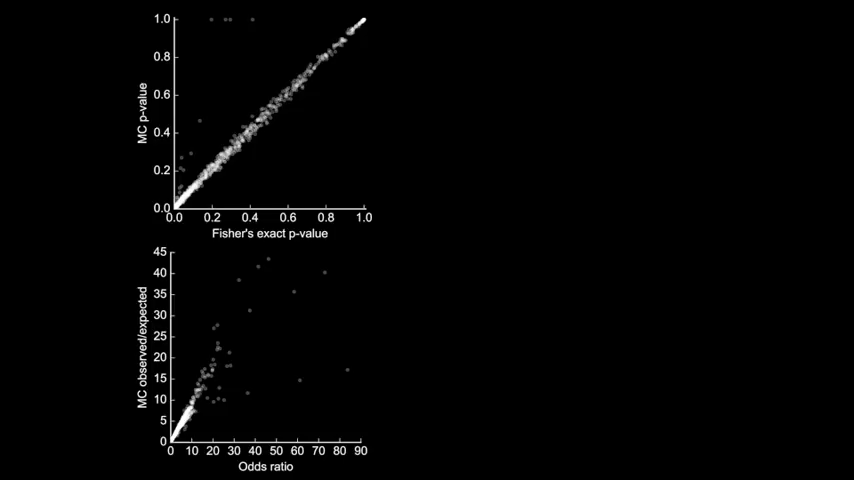 1.0
0.8
0.6
0.4
0.2
0.0
MC p-value
0.0 0.2 0.4 0.6 0.8 1.0
Fisher's exact p-value
45
40
35
30
25
20
15
10
5
0
MC observed/expected
0 10 20 30 40 50 60 70 80 90
Odds ratio